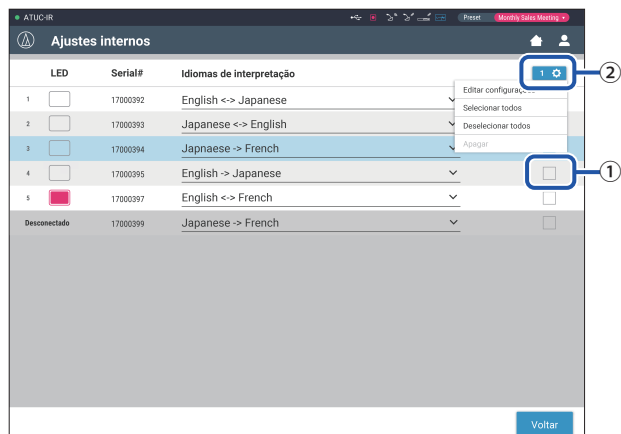 ATUC-IR Preset Monthly Sales Meeting
Ajustes internos
LED Serial# Idiomas de interpretação 1 ②
1 17000392 English <-> Japanese
Editar configurações
Selecionar todos
2 17000393 Japanese <-> English
Deselecionar todos
3 17000394 Japnaese -> French
Apagar
4 17000395 English -> Japanese ①
5 17000397 English <-> French
Desconectado 17000399 Japanese -> French
Voltar